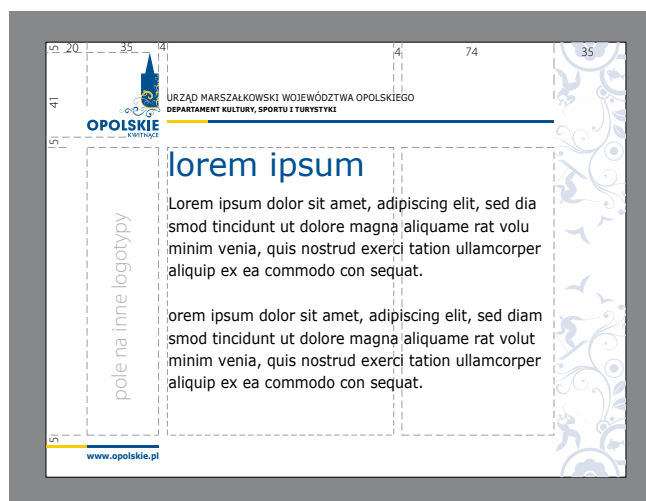 5
20
35
4
4
74
35
41
OPOLSKIE
KWITNĄCE
URZĄD MARSZAŁKOWSKI WOJEWÓDZTWA OPOLSKIEGO
DEPARTAMENT KULTURY, SPORTU I TURYSTYKI
5
lorem ipsum
Lorem ipsum dolor sit amet, adipiscing elit, sed dia
smod tincidunt ut dolore magna aliquame rat volu
minim venia, quis nostrud exerci tation ullamcorper
aliquip ex ea commodo con sequat.
orem ipsum dolor sit amet, adipiscing elit, sed diam
smod tincidunt ut dolore magna aliquame rat volut
minim venia, quis nostrud exerci tation ullamcorper
aliquip ex ea commodo con sequat.
pole na inne logotypy
5
www.opolskie.pl